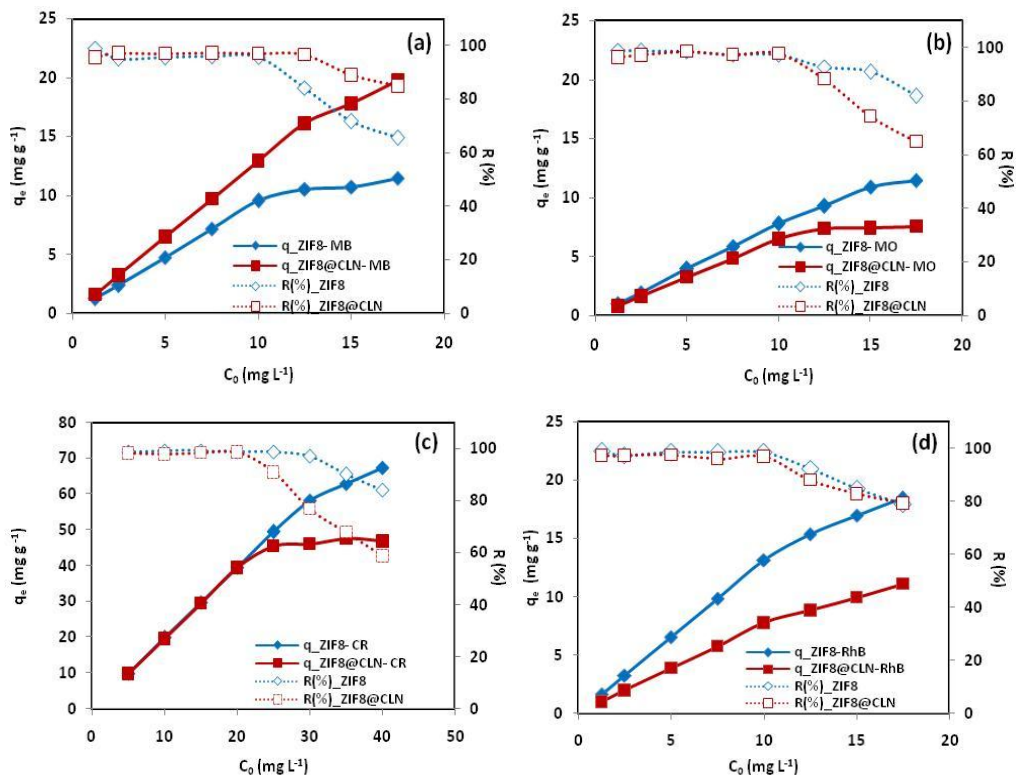 (a)
25
20
15
10
5
0
qe (mg g-1)
100
80
60
40
20
0
R (%)
q_ZIF8- MB
q_ZIF8@CLN- MB
R(%)_ZIF8
R(%)_ZIF8@CLN
0 5 10 15 20
C0 (mg L-1)
(b)
25
20
15
10
5
0
qe (mg g-1)
100
80
60
40
20
0
R (%)
q_ZIF8- MO
q_ZIF8@CLN- MO
R(%)_ZIF8
R(%)_ZIF8@CLN
0 5 10 15 20
C0 (mg L-1)
(c)
80
70
60
50
40
30
20
10
0
qe (mg g-1)
100
80
60
40
20
0
R (%)
q_ZIF8- CR
q_ZIF8@CLN- CR
R(%)_ZIF8
R(%)_ZIF8@CLN
0 10 20 30 40 50
C0 (mg L-1)
(d)
25
20
15
10
5
0
qe (mg g-1)
100
80
60
40
20
0
R (%)
q_ZIF8-RhB
q_ZIF8@CLN-RhB
R(%)_ZIF8
R(%)_ZIF8@CLN
0 5 10 15 20
C0 (mg L-1)